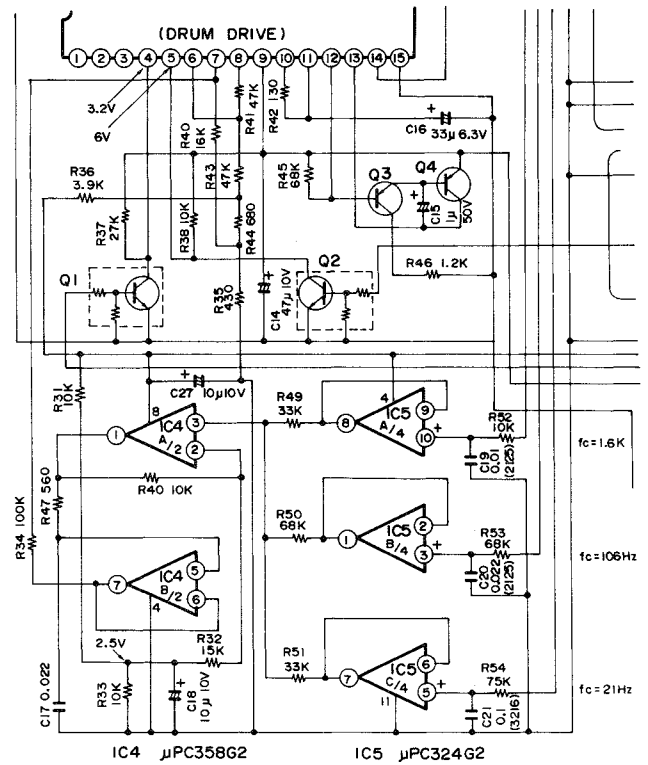 (DRUM DRIVE)
1 2 3 4 5 6 7 8 9 10 11 12 13 14 15
3.2V
6V
R40
16K
R41
47K
R42 130
C16 +
33μ 6.3V
R36
3.9K
R43
47K
R45
68K
Q3
Q4
+
C15
1μ
50V
R37
27K
R38 10K
R44 680
Q1
Q2
R46 1.2K
R35
430
C14
47μ 10V
+
R31
10K
+
C27 10μ10V
8
IC4
A/2
1
3
2
R49
33K
4
IC5
A/4
8
9
10
+
R52
10K
C19
0.01
(2125)
fc=1.6K
R40 10K
R47 560
R34 100K
R50
68K
IC5
B/4
1
2
3
+
R53
68K
C20
0.022
(2125)
fc=106Hz
IC4
B/2
7
5
6
4
R32
15K
2.5V
R33
10K
+
C18
10μ 10V
C17 0.022
R51
33K
IC5
C/4
7
6
5
11
+
R54
75K
C21
0.1
(3216)
fc=21Hz
IC4 μPC358G2
IC5 μPC324G2